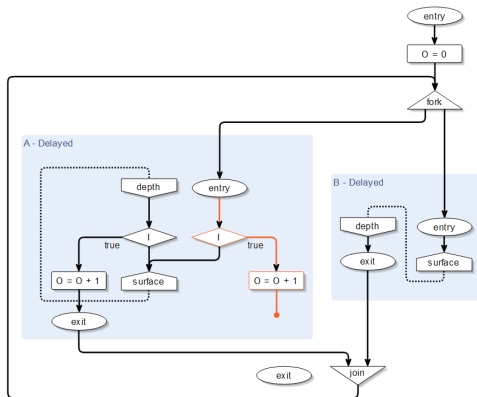 entry
O = 0
fork
A - Delayed
B - Delayed
depth
entry
depth
entry
I
true
I
true
exit
surface
O = O + 1
surface
O = O + 1
exit
exit
join